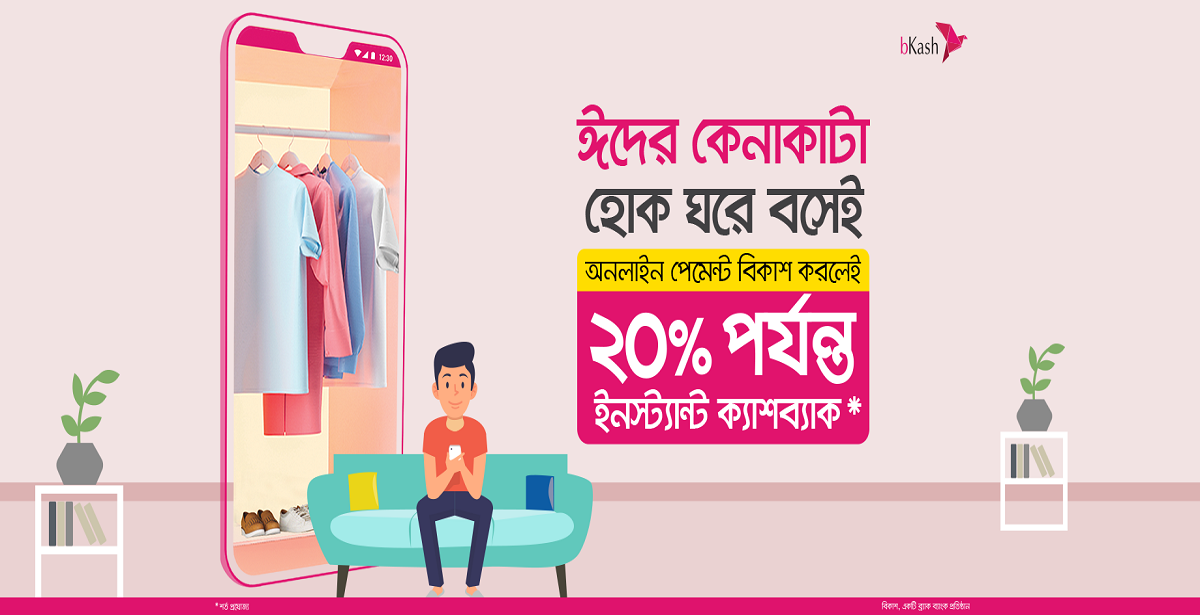 12:30
bKash
ঈদের কেনাকাটা
হোক ঘরে বসেই
অনলাইন পেমেন্ট বিকাশ করলেই
২০% পর্যন্ত
ইনস্ট্যান্ট ক্যাশব্যাক*
*শর্ত প্রযোজ্য
বিকাশ, একটি ব্র্যাক ব্যাংক প্রতিষ্ঠান